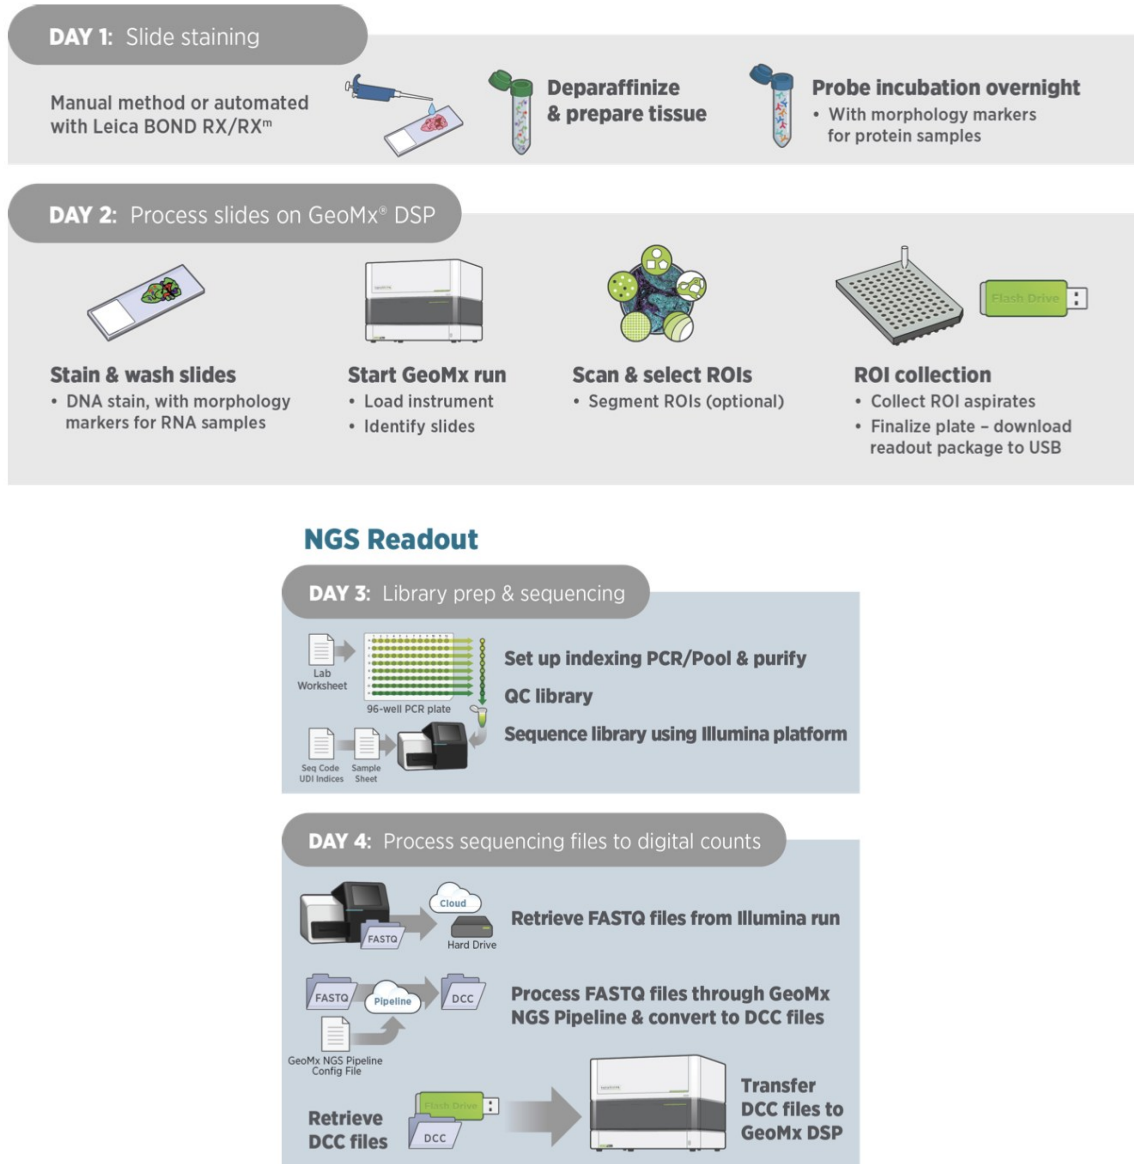 DAY 1: Slide staining
Manual method or automated
with Leica BOND RX/RXᵐ
Deparaffinize
& prepare tissue
Probe incubation overnight
• With morphology markers
for protein samples
DAY 2: Process slides on GeoMx® DSP
Flash Drive
Stain & wash slides
• DNA stain, with morphology
markers for RNA samples
Start GeoMx run
• Load instrument
• Identify slides
Scan & select ROIs
• Segment ROIs (optional)
ROI collection
• Collect ROI aspirates
• Finalize plate – download
readout package to USB
NGS Readout
DAY 3: Library prep & sequencing
Lab
Worksheet
96-well PCR plate
Seq Code
UDI Indices
Sample
Sheet
Set up indexing PCR/Pool & purify
QC library
Sequence library using Illumina platform
DAY 4: Process sequencing files to digital counts
FASTQ
Cloud
Hard Drive
Retrieve FASTQ files from Illumina run
FASTQ
Pipeline
DCC
GeoMx NGS Pipeline
Config File
Process FASTQ files through GeoMx
NGS Pipeline & convert to DCC files
Retrieve
DCC files
Flash Drive
DCC
Transfer
DCC files to
GeoMx DSP